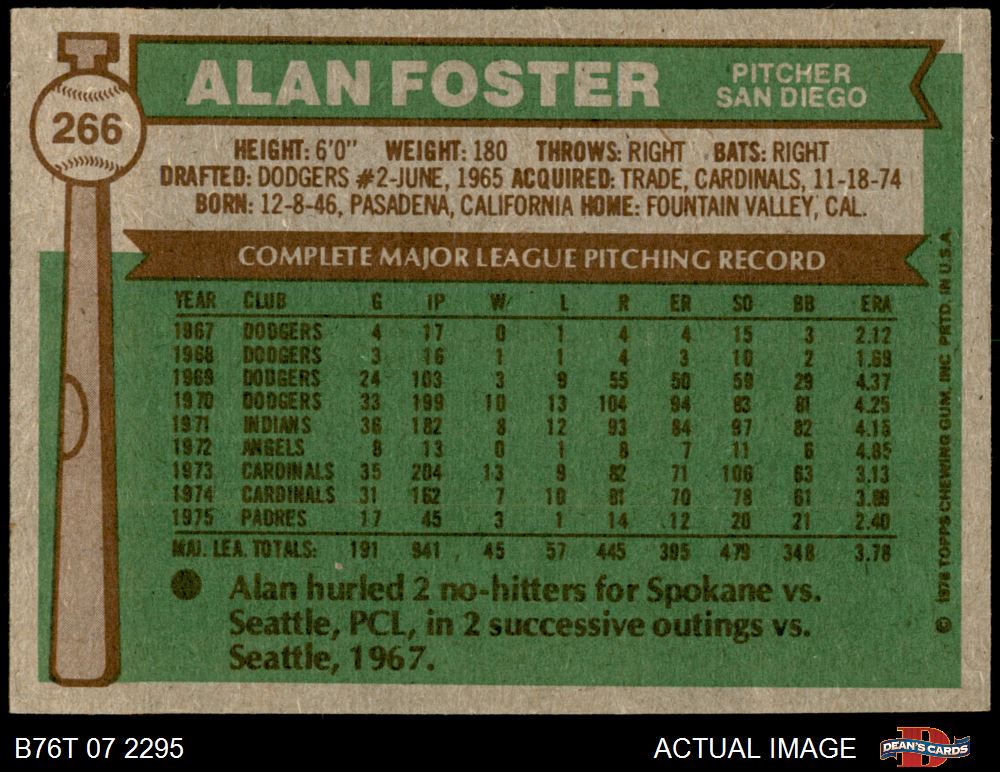 266
ALAN FOSTER
PITCHER
SAN DIEGO
HEIGHT: 6'0" WEIGHT: 180 THROWS: RIGHT BATS: RIGHT
DRAFTED: DODGERS #2-JUNE, 1965 ACQUIRED: TRADE, CARDINALS, 11-18-74
BORN: 12-8-46, PASADENA, CALIFORNIA HOME: FOUNTAIN VALLEY, CAL.
COMPLETE MAJOR LEAGUE PITCHING RECORD
YEAR CLUB G IP W L R ER SO BB ERA
1967 DODGERS 4 17 0 1 4 4 15 3 2.12
1968 DODGERS 3 16 1 1 4 3 10 2 1.69
1969 DODGERS 24 103 3 9 55 50 59 29 4.37
1970 DODGERS 33 199 10 13 104 94 83 81 4.25
1971 INDIANS 36 182 8 12 93 84 97 82 4.15
1972 ANGELS 8 13 0 1 8 7 11 6 4.85
1973 CARDINALS 35 204 13 9 82 71 106 63 3.13
1974 CARDINALS 31 162 7 10 81 70 78 61 3.89
1975 PADRES 17 45 3 1 14 12 20 21 2.40
MAJ. LEA. TOTALS: 191 941 45 57 445 395 479 348 3.78
Alan hurled 2 no-hitters for Spokane vs.
Seattle, PCL, in 2 successive outings vs.
Seattle, 1967.
© 1976 TOPPS CHEWING GUM, INC. PRTD. IN U.S.A.
B76T 07 2295
ACTUAL IMAGE
DEAN'S CARDS